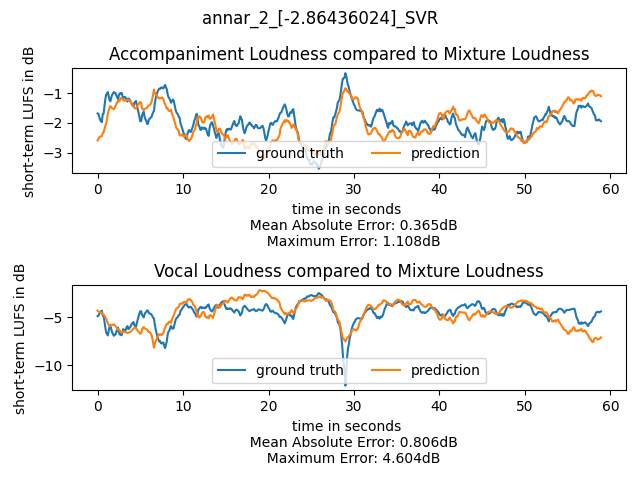 annar_2_[-2.86436024]_SVR
Accompaniment Loudness compared to Mixture Loudness
short-term LUFS in dB
−1
−2
−3
ground truth
prediction
0 10 20 30 40 50 60
time in seconds
Mean Absolute Error: 0.365dB
Maximum Error: 1.108dB
Vocal Loudness compared to Mixture Loudness
short-term LUFS in dB
−5
−10
ground truth
prediction
0 10 20 30 40 50 60
time in seconds
Mean Absolute Error: 0.806dB
Maximum Error: 4.604dB